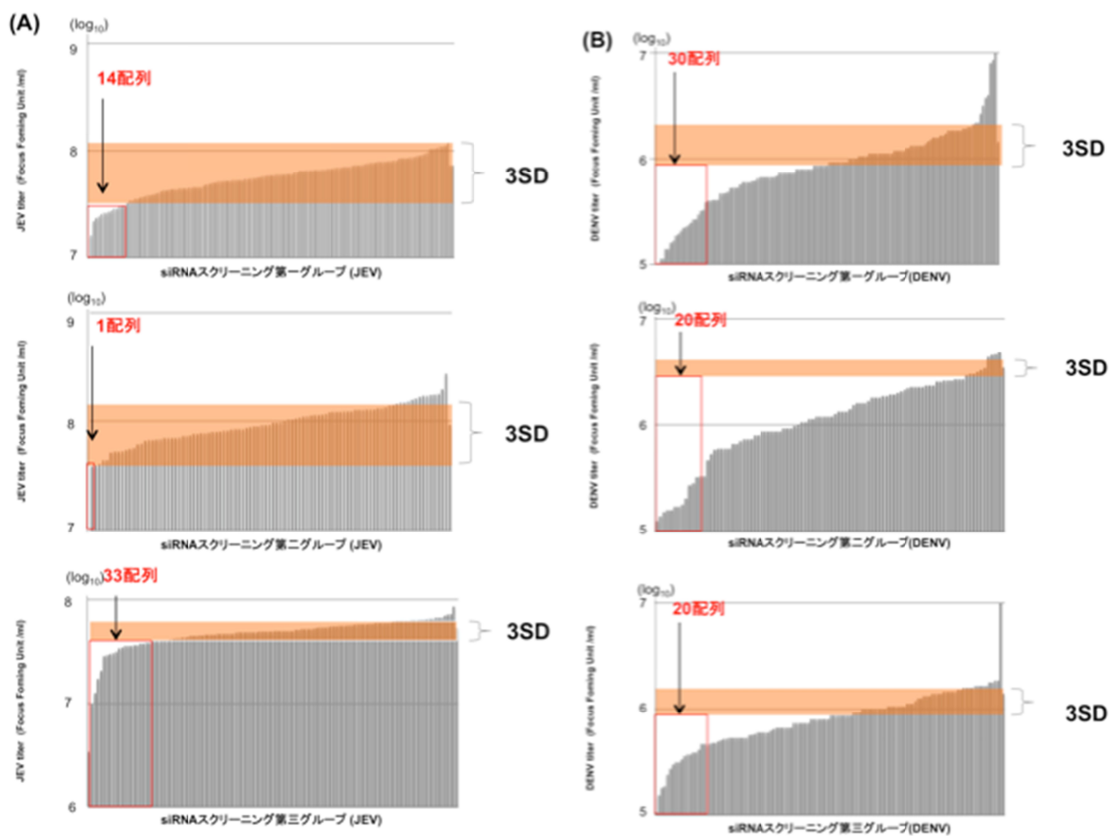 (A)
(log10)
9
14配列
8
3SD
7
JEV titer (Focus Foming Unit /ml)
siRNAスクリーニング第一グループ (JEV)
(log10)
9
1配列
8
3SD
7
JEV titer (Focus Foming Unit /ml)
siRNAスクリーニング第二グループ (JEV)
(log10)
33配列
8
3SD
7
6
JEV titer (Focus Foming Unit /ml)
siRNAスクリーニング第三グループ (JEV)
(B)
(log10)
7
30配列
6
3SD
5
DENV titer (Focus Foming Unit /ml)
siRNAスクリーニング第一グループ(DENV)
(log10)
7
20配列
3SD
6
5
DENV titer (Focus Foming Unit /ml)
siRNAスクリーニング第二グループ(DENV)
(log10)
7
20配列
6
3SD
5
DENV titer (Focus Foming Unit /ml)
siRNAスクリーニング第三グループ(DENV)